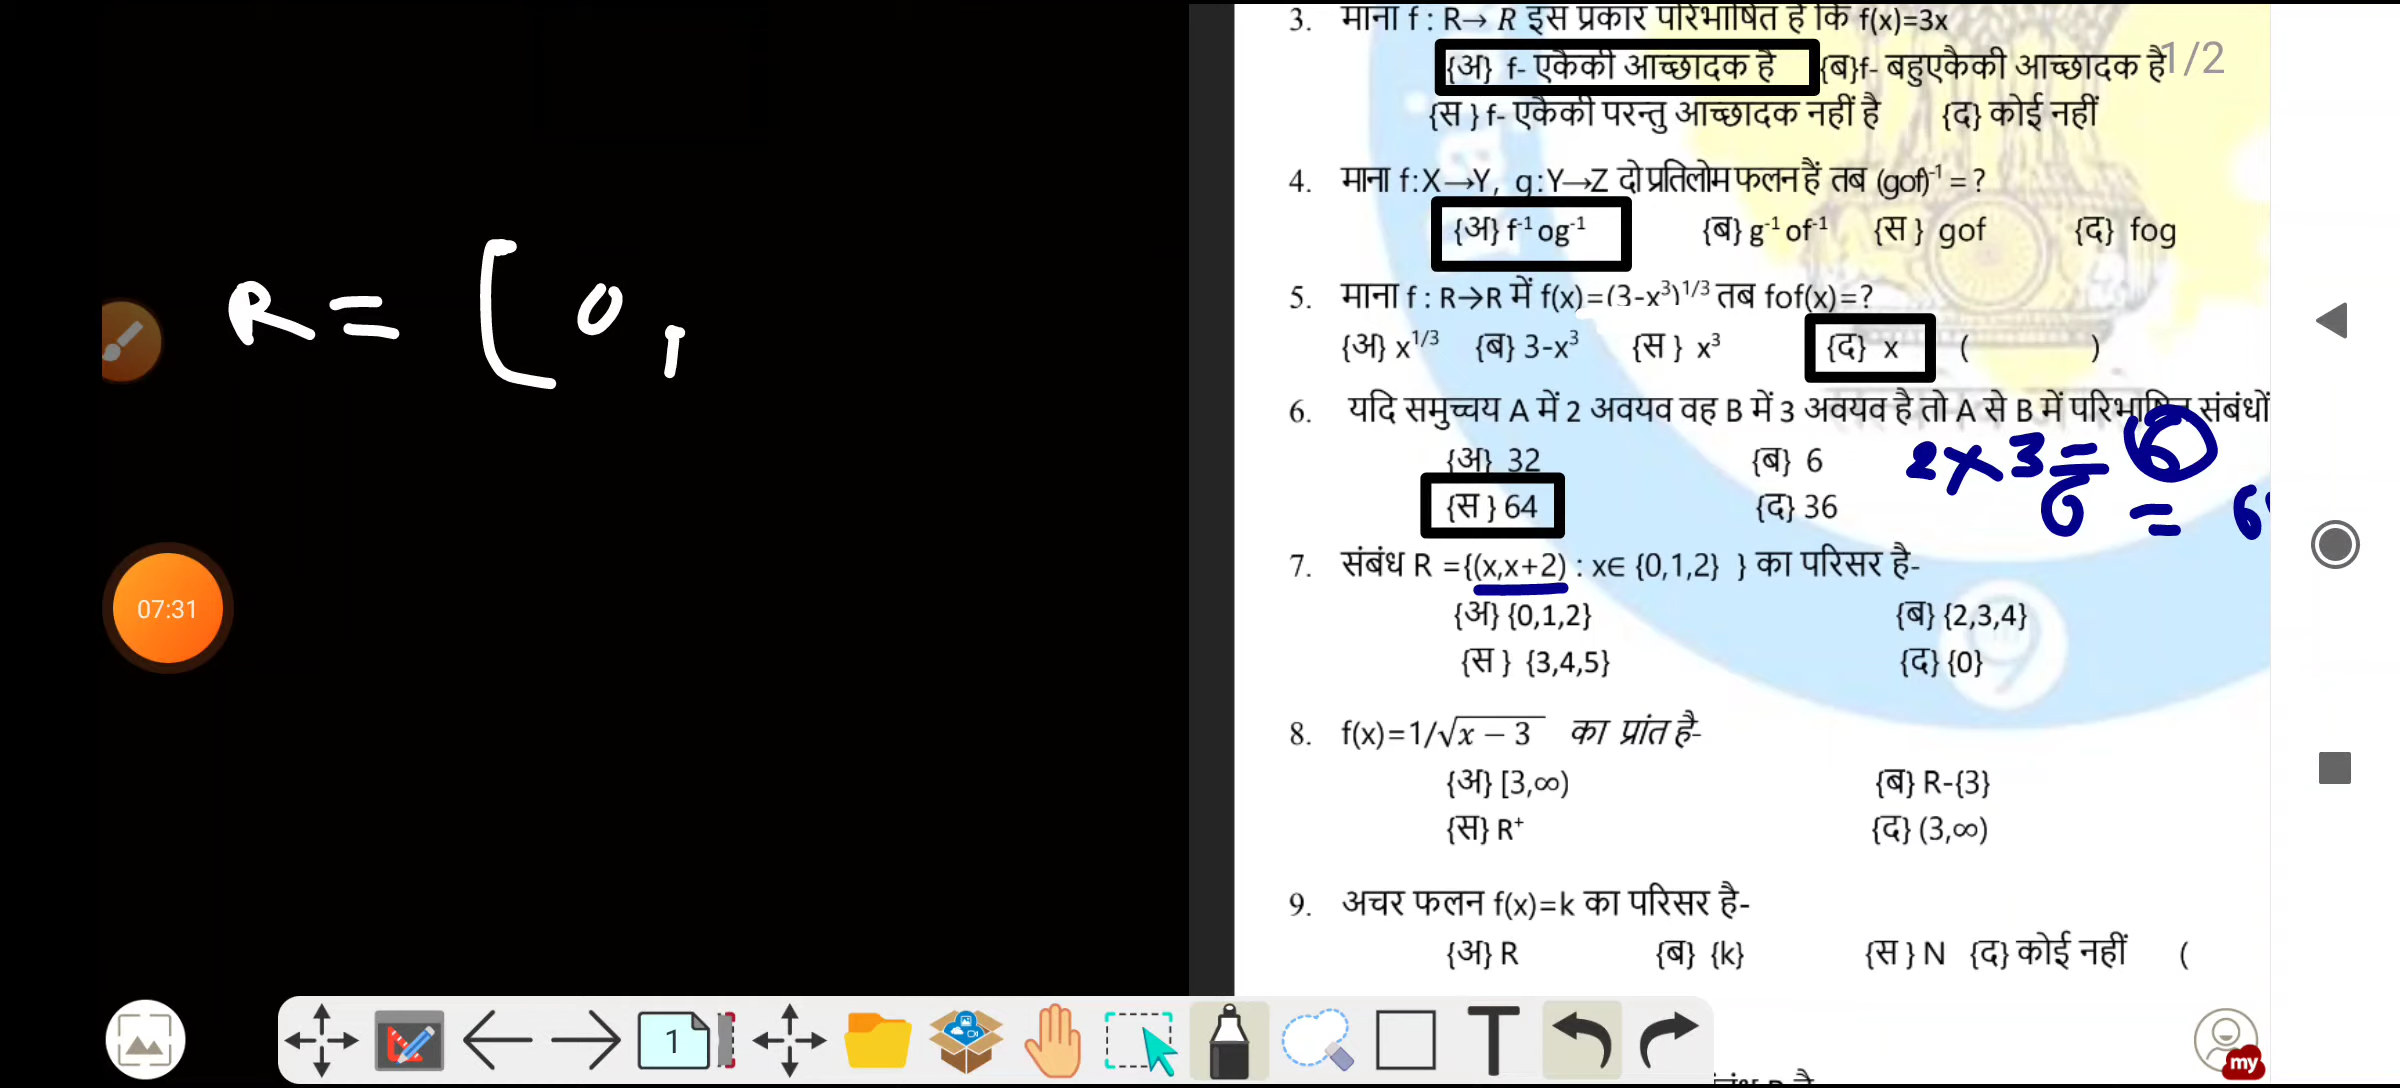 3. माना f : R→ R इस प्रकार परिभाषित है कि f(x)=3x
{अ} f- एकैकी आच्छादक है {ब}f- बहुएकैकी आच्छादक है
1/2
{स } f- एकैकी परन्तु आच्छादक नहीं है {द} कोई नहीं
4. माना f:X→Y, g:Y→Z दो प्रतिलोम फलन हैं तब (gof)⁻¹ = ?
{अ} f⁻¹og⁻¹ {ब} g⁻¹of⁻¹ {स } gof {द} fog
R = [ 0 ,
5. माना f : R→R में f(x)=(3-x³)^1/3 तब fof(x)=?
{अ} x^1/3 {ब} 3-x³ {स } x³ {द} x ( )
6. यदि समुच्चय A में 2 अवयव वह B में 3 अवयव है तो A से B में परिभाषित संबंधों
{अ} 32 {ब} 6
2×3=6
{स } 64 {द} 36
6 = 6
7. संबंध R ={(x,x+2) : x∈ {0,1,2} } का परिसर है-
07:31
{अ} {0,1,2} {ब} {2,3,4}
{स } {3,4,5} {द} {0}
8. f(x)=1/√x − 3 का प्रांत है-
{अ} [3,∞) {ब} R-{3}
{स} R⁺ {द} (3,∞)
9. अचर फलन f(x)=k का परिसर है-
{अ} R {ब} {k} {स } N {द} कोई नहीं (
1
T
my